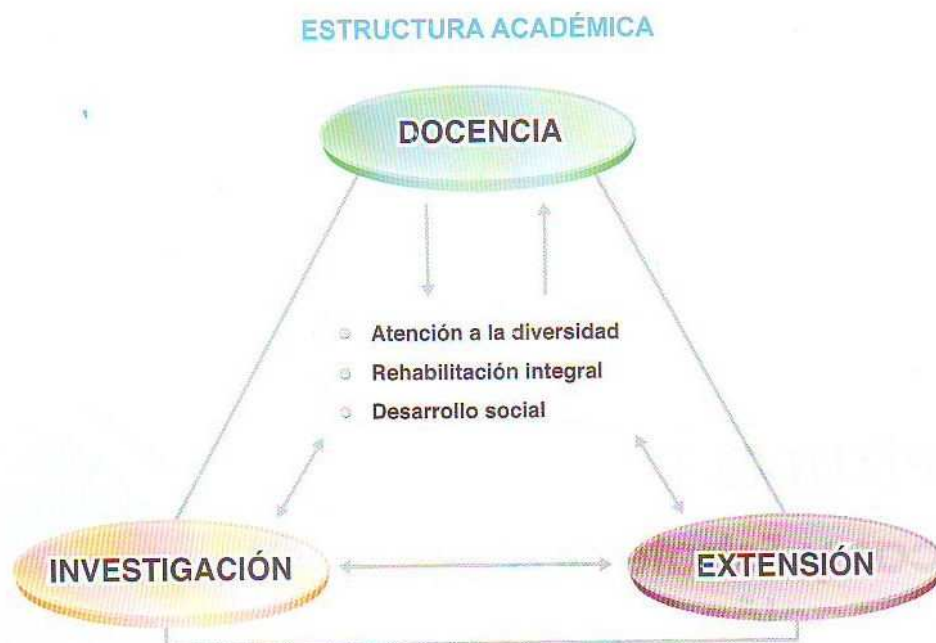 ESTRUCTURA ACADÉMICA
DOCENCIA
Atención a la diversidad
Rehabilitación integral
Desarrollo social
INVESTIGACIÓN
EXTENSIÓN